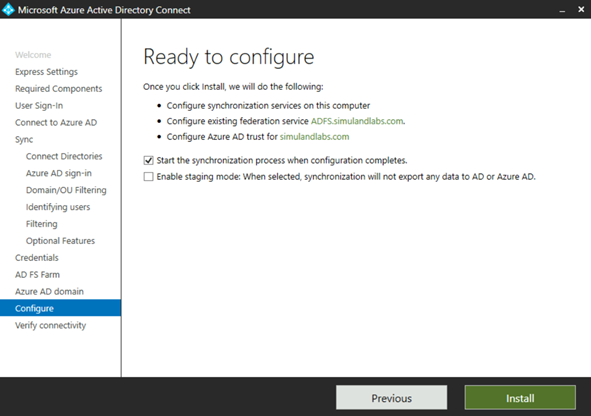 Microsoft Azure Active Directory Connect
Welcome
Express Settings
Required Components
User Sign-In
Connect to Azure AD
Sync
Connect Directories
Azure AD sign-in
Domain/OU Filtering
Identifying users
Filtering
Optional Features
Credentials
AD FS Farm
Azure AD domain
Configure
Verify connectivity
Ready to configure
Once you click Install, we will do the following:
Configure synchronization services on this computer
Configure existing federation service ADFS.simulandlabs.com.
Configure Azure AD trust for simulandlabs.com
Start the synchronization process when configuration completes.
Enable staging mode: When selected, synchronization will not export any data to AD or Azure AD.
Previous
Install